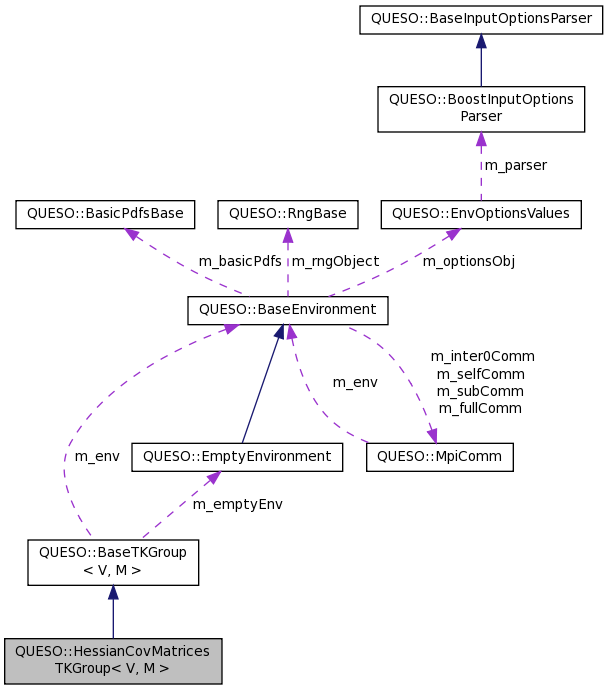 QUESO::BaseInputOptionsParser
QUESO::BoostInputOptions
Parser
m_parser
QUESO::BasicPdfsBase
QUESO::RngBase
QUESO::EnvOptionsValues
m_basicPdfs
m_rngObject
m_optionsObj
QUESO::BaseEnvironment
m_inter0Comm
m_selfComm
m_subComm
m_fullComm
m_env
m_env
QUESO::EmptyEnvironment
QUESO::MpiComm
m_emptyEnv
QUESO::BaseTKGroup
< V, M >
QUESO::HessianCovMatrices
TKGroup< V, M >